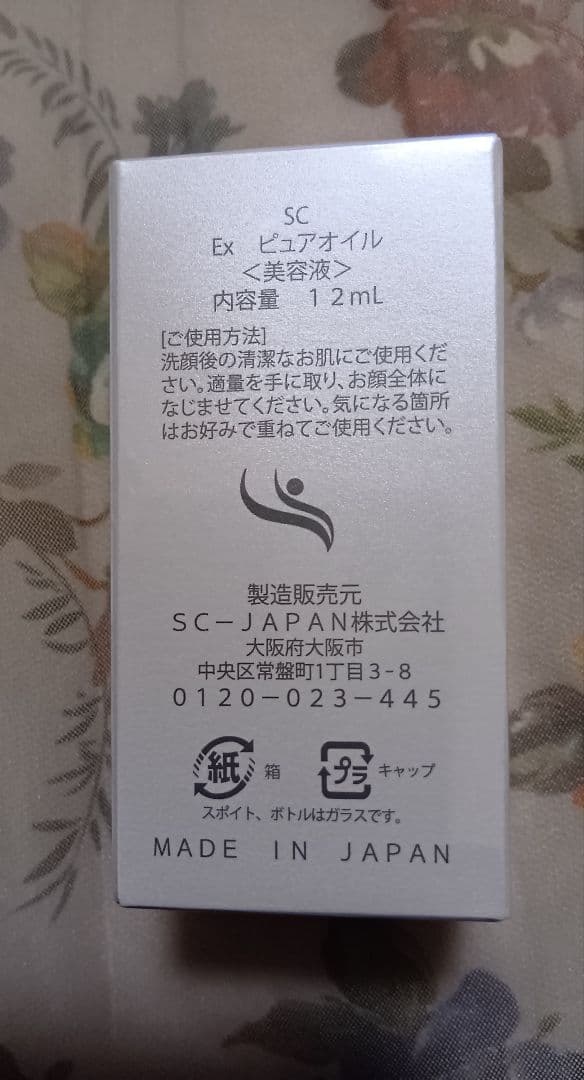 SC
Ex ピュアオイル
＜美容液＞
内容量 １２mL
[ご使用方法]
洗顔後の清潔なお肌にご使用くだ
さい。適量を手に取り、お顔全体に
なじませてください。気になる箇所
はお好みで重ねてご使用ください。
製造販売元
ＳＣ－ＪＡＰＡＮ株式会社
大阪府大阪市
中央区常盤町1丁目3-8
０１２０－０２３－４４５
紙 箱 プラ キャップ
スポイト、ボトルはガラスです。
MADE IN JAPAN